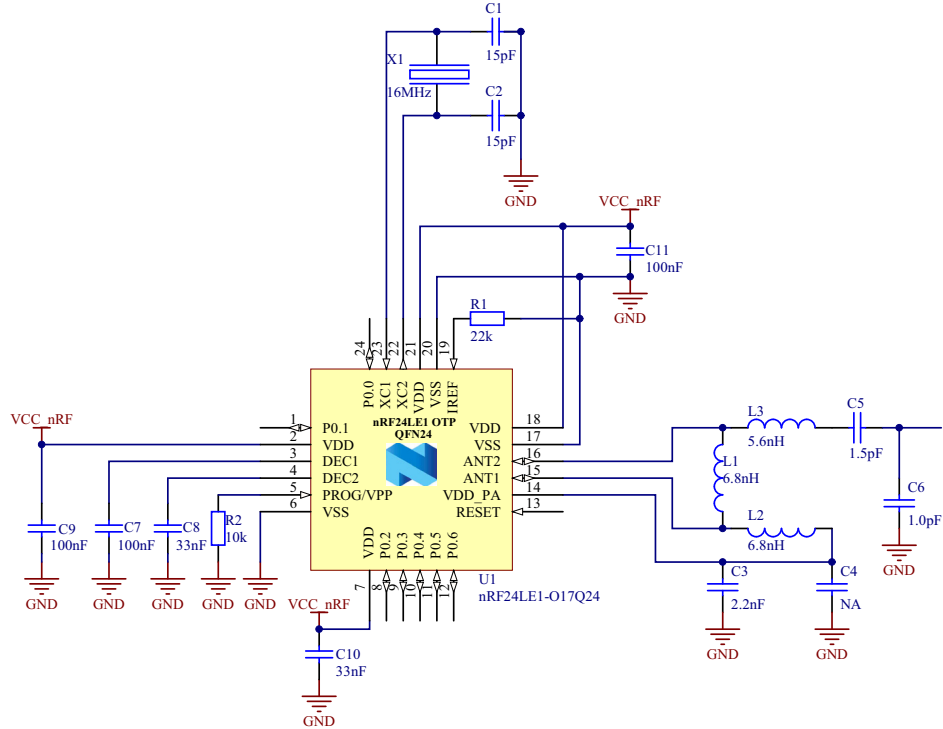 C1
15pF
X1
16MHz
C2
15pF
GND
VCC_nRF
C11
100nF
GND
R1
22k
24
23
22
21
20
19
P0.0
XC1
XC2
VDD
VSS
IREF
nRF24LE1 OTP
QFN24
VCC_nRF
1
P0.1
2
VDD
3
DEC1
4
DEC2
5
PROG/VPP
6
VSS
VDD
18
VSS
17
ANT2
16
ANT1
15
VDD_PA
14
RESET
13
VDD
P0.2
P0.3
P0.4
P0.5
P0.6
7
8
9
10
11
12
U1
nRF24LE1-O17Q24
C9
100nF
C7
100nF
C8
33nF
R2
10k
GND
GND
GND
GND
GND
VCC_nRF
C10
33nF
GND
L3
5.6nH
C5
1.5pF
L1
6.8nH
L2
6.8nH
C6
1.0pF
GND
C3
2.2nF
C4
NA
GND
GND